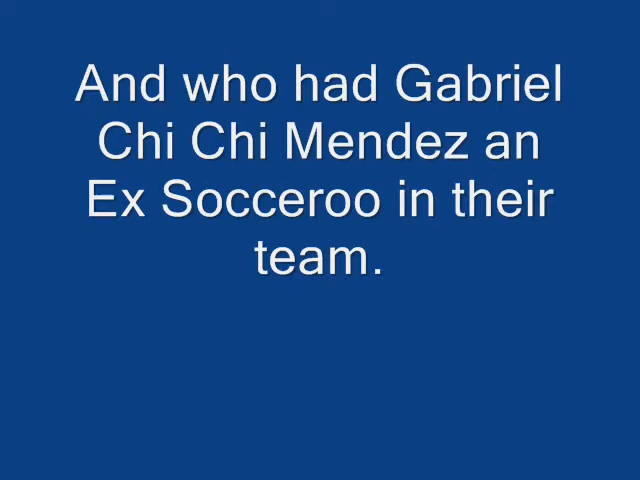 And who had Gabriel
Chi Chi Mendez an
Ex Socceroo in their
team.